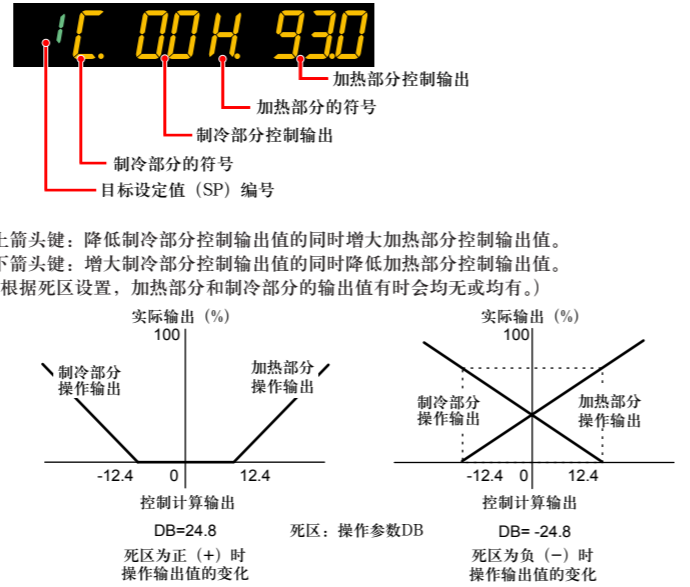 1 C. 0.0 H. 93.0
加热部分控制输出
加热部分的符号
制冷部分控制输出
制冷部分的符号
目标设定值（SP）编号
上箭头键：降低制冷部分控制输出值的同时增大加热部分控制输出值。
下箭头键：增大制冷部分控制输出值的同时降低加热部分控制输出值。
根据死区设置，加热部分和制冷部分的输出值有时会均无或均有。）
实际输出（%）
100
制冷部分
操作输出
加热部分
操作输出
-12.4 0 12.4
控制计算输出
DB=24.8
死区为正（+）时
操作输出值的变化
死区：操作参数DB
实际输出（%）
100
制冷部分
操作输出
加热部分
操作输出
-12.4 0 12.4
控制计算输出
DB= -24.8
死区为负（−）时
操作输出值的变化